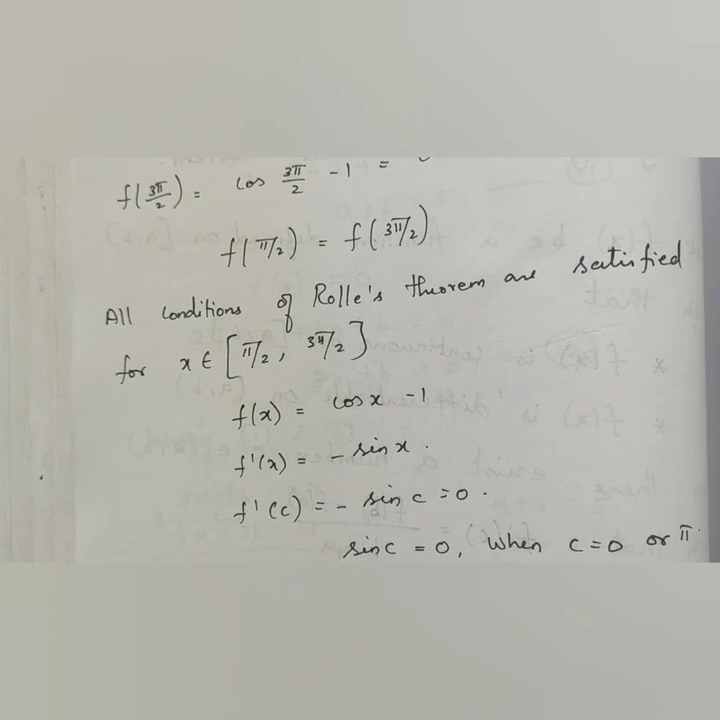 f(3π/2) = cos 3π/2 - 1 =
f(π/2) = f(3π/2)
All conditions of Rolle's theorem are satisfied
for x ∈ [π/2, 3π/2]
f(x) = cos x - 1
f'(x) = - sin x.
f'(c) = - sin c = 0.
sin c = 0, when c = 0 or π